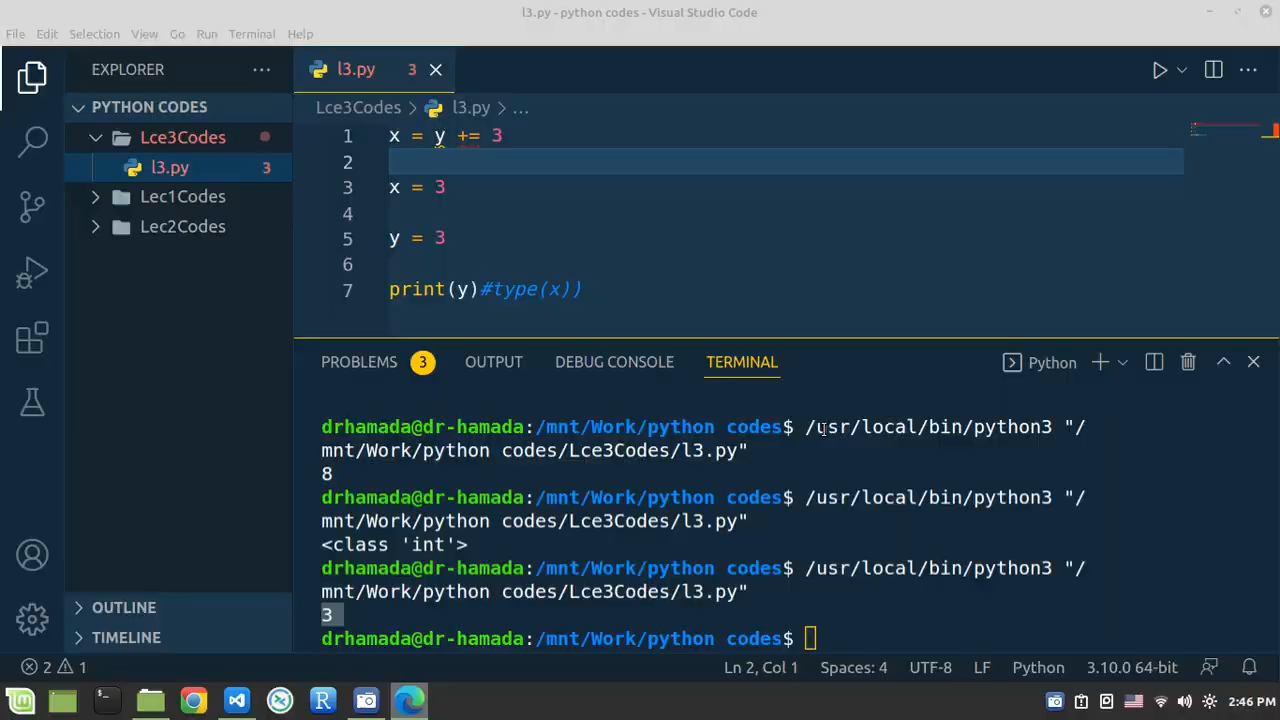 l3.py - python codes - Visual Studio Code
File Edit Selection View Go Run Terminal Help
EXPLORER
PYTHON CODES
Lce3Codes
l3.py 3
Lec1Codes
Lec2Codes
OUTLINE
TIMELINE
l3.py 3
Lce3Codes > l3.py > ...
1 x = y += 3
2
3 x = 3
4
5 y = 3
6
7 print(y)#type(x))
PROBLEMS 3 OUTPUT DEBUG CONSOLE TERMINAL Python
drhamada@dr-hamada:/mnt/Work/python codes$ /usr/local/bin/python3 "/
mnt/Work/python codes/Lce3Codes/l3.py"
8
drhamada@dr-hamada:/mnt/Work/python codes$ /usr/local/bin/python3 "/
mnt/Work/python codes/Lce3Codes/l3.py"
<class 'int'>
drhamada@dr-hamada:/mnt/Work/python codes$ /usr/local/bin/python3 "/
mnt/Work/python codes/Lce3Codes/l3.py"
3
drhamada@dr-hamada:/mnt/Work/python codes$
2 1 Ln 2, Col 1 Spaces: 4 UTF-8 LF Python 3.10.0 64-bit
R 2:46 PM